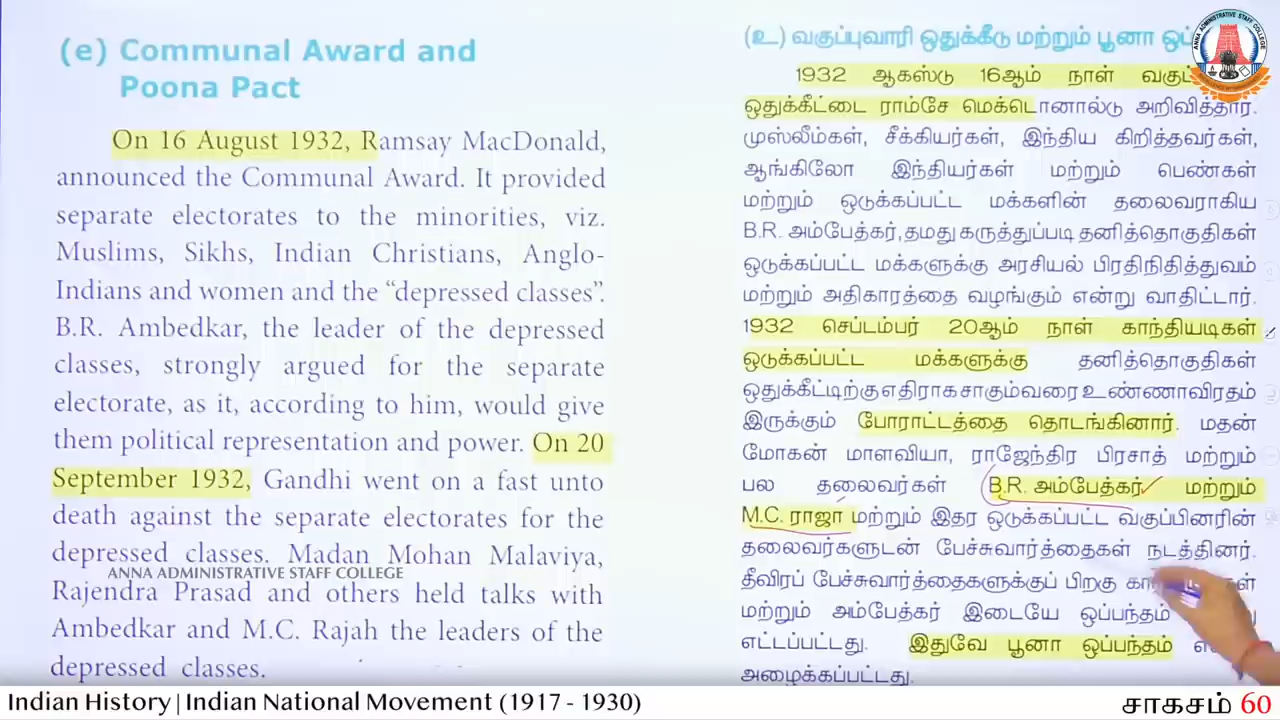 (e) Communal Award and
Poona Pact
On 16 August 1932, Ramsay MacDonald,
announced the Communal Award. It provided
separate electorates to the minorities, viz.
Muslims, Sikhs, Indian Christians, Anglo-
Indians and women and the “depressed classes”.
B.R. Ambedkar, the leader of the depressed
classes, strongly argued for the separate
electorate, as it, according to him, would give
them political representation and power. On 20
September 1932, Gandhi went on a fast unto
death against the separate electorates for the
depressed classes. Madan Mohan Malaviya,
ANNA ADMINISTRATIVE STAFF COLLEGE
Rajendra Prasad and others held talks with
Ambedkar and M.C. Rajah the leaders of the
depressed classes.
(உ) வகுப்புவாரி ஒதுக்கீடு மற்றும் பூனா
1932 ஆகஸ்டு 16ஆம் நாள்
ஒதுக்கீட்டை ராம்சே மெக்டொனால்டு அறிவித்தார்.
முஸ்லீம்கள், சீக்கியர்கள், இந்திய கிறித்தவர்கள்,
ஆங்கிலோ இந்தியர்கள் மற்றும் பெண்கள்
மற்றும் ஒடுக்கப்பட்ட மக்களின் தலைவராகிய
B.R. அம்பேத்கர், தமது கருத்துப்படி தனித்தொகுதிகள்
ஒடுக்கப்பட்ட மக்களுக்கு அரசியல் பிரதிநிதித்துவம்
மற்றும் அதிகாரத்தை வழங்கும் என்று வாதிட்டார்.
1932 செப்டம்பர் 20ஆம் நாள் காந்தியடிகள்
ஒடுக்கப்பட்ட மக்களுக்கு தனித்தொகுதிகள்
ஒதுக்கீட்டிற்கு எதிராக சாகும்வரை உண்ணாவிரதம்
இருக்கும் போராட்டத்தை தொடங்கினார். மதன்
மோகன் மாளவியா, ராஜேந்திர பிரசாத் மற்றும்
பல தலைவர்கள் B.R. அம்பேத்கர் மற்றும்
M.C. ராஜா மற்றும் இதர ஒடுக்கப்பட்ட வகுப்பினரின்
தலைவர்களுடன் பேச்சுவார்த்தைகள் நடத்தினர்.
தீவிரப் பேச்சுவார்த்தைகளுக்குப் பிறகு
மற்றும் அம்பேத்கர் இடையே ஒப்பந்தம்
எட்டப்பட்டது. இதுவே பூனா ஒப்பந்தம்
அழைக்கப்பட்டது.
ANNA ADMINISTRATIVE STAFF COLLEGE
Indian History | Indian National Movement (1917 - 1930)
சாகசம் 60